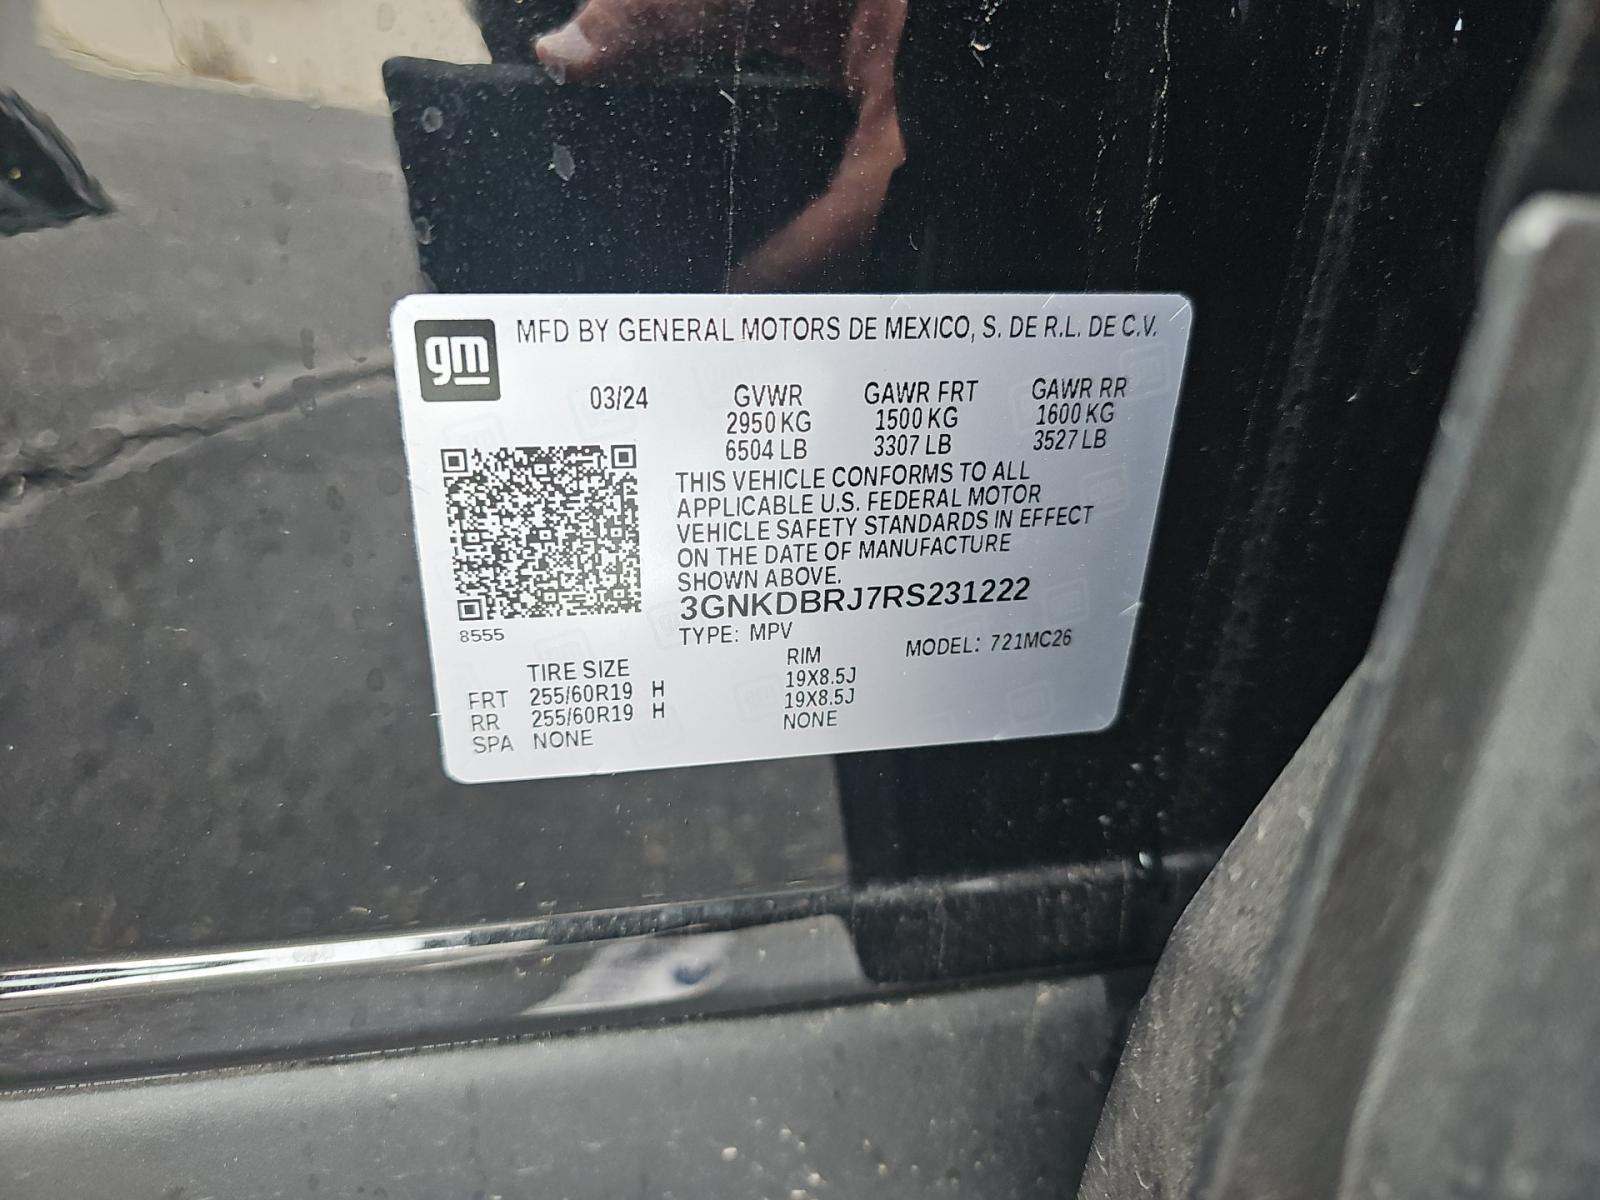 gm
MFD BY GENERAL MOTORS DE MEXICO, S. DE R.L. DE C.V.
03/24 GVWR GAWR FRT GAWR RR
2950 KG 1500 KG 1600 KG
6504 LB 3307 LB 3527 LB
THIS VEHICLE CONFORMS TO ALL
APPLICABLE U.S. FEDERAL MOTOR
VEHICLE SAFETY STANDARDS IN EFFECT
ON THE DATE OF MANUFACTURE
SHOWN ABOVE.
3GNKDBRJ7RS231222
8555
TYPE: MPV MODEL: 721MC26
TIRE SIZE RIM
FRT 255/60R19 H 19X8.5J
RR 255/60R19 H 19X8.5J
SPA NONE NONE